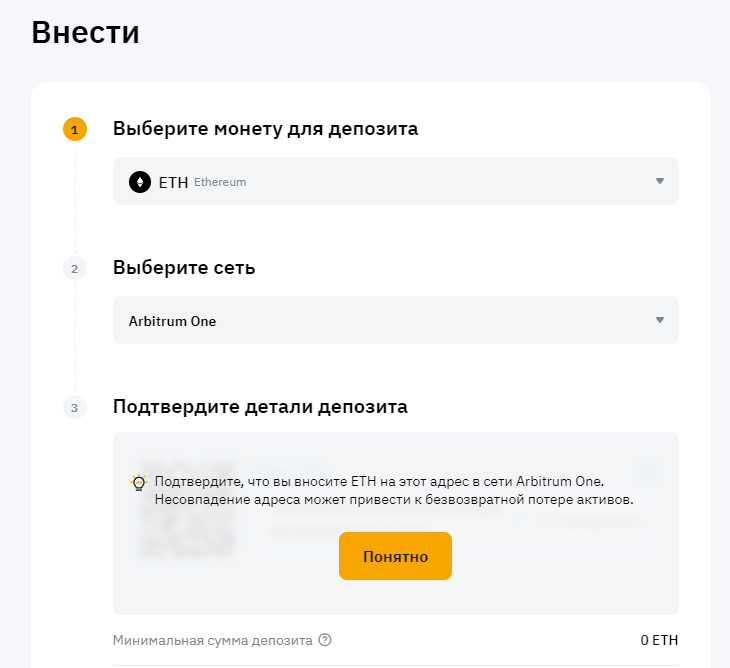 Внести
1 Выберите монету для депозита
ETH Ethereum
2 Выберите сеть
Arbitrum One
3 Подтвердите детали депозита
Подтвердите, что вы вносите ETH на этот адрес в сети Arbitrum One.
Несовпадение адреса может привести к безвозвратной потере активов.
Понятно
Минимальная сумма депозита ? 0 ETH